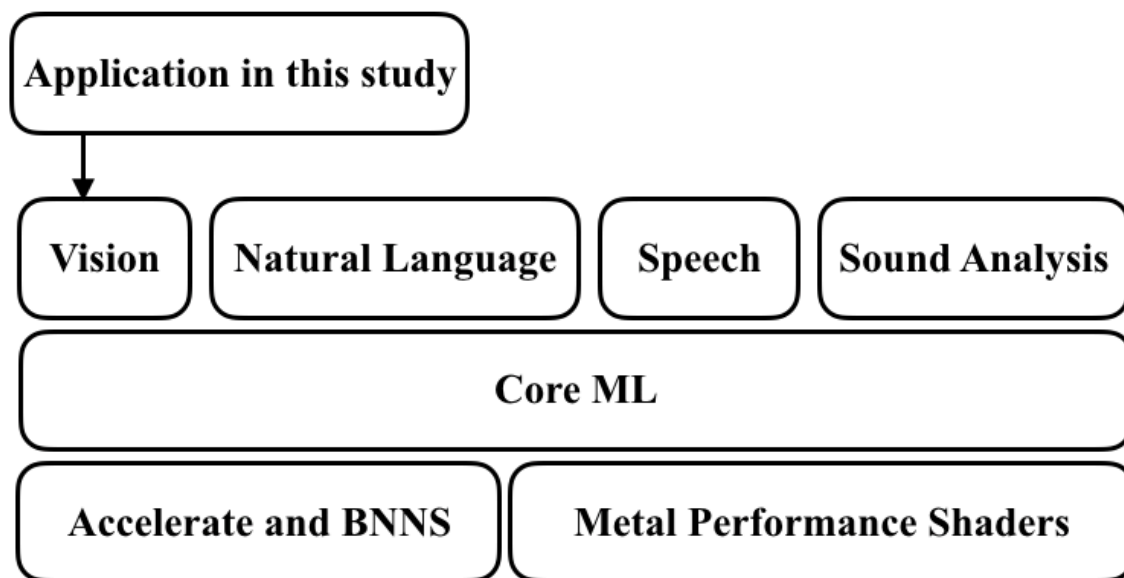 Application in this study
Vision
Natural Language
Speech
Sound Analysis
Core ML
Accelerate and BNNS
Metal Performance Shaders